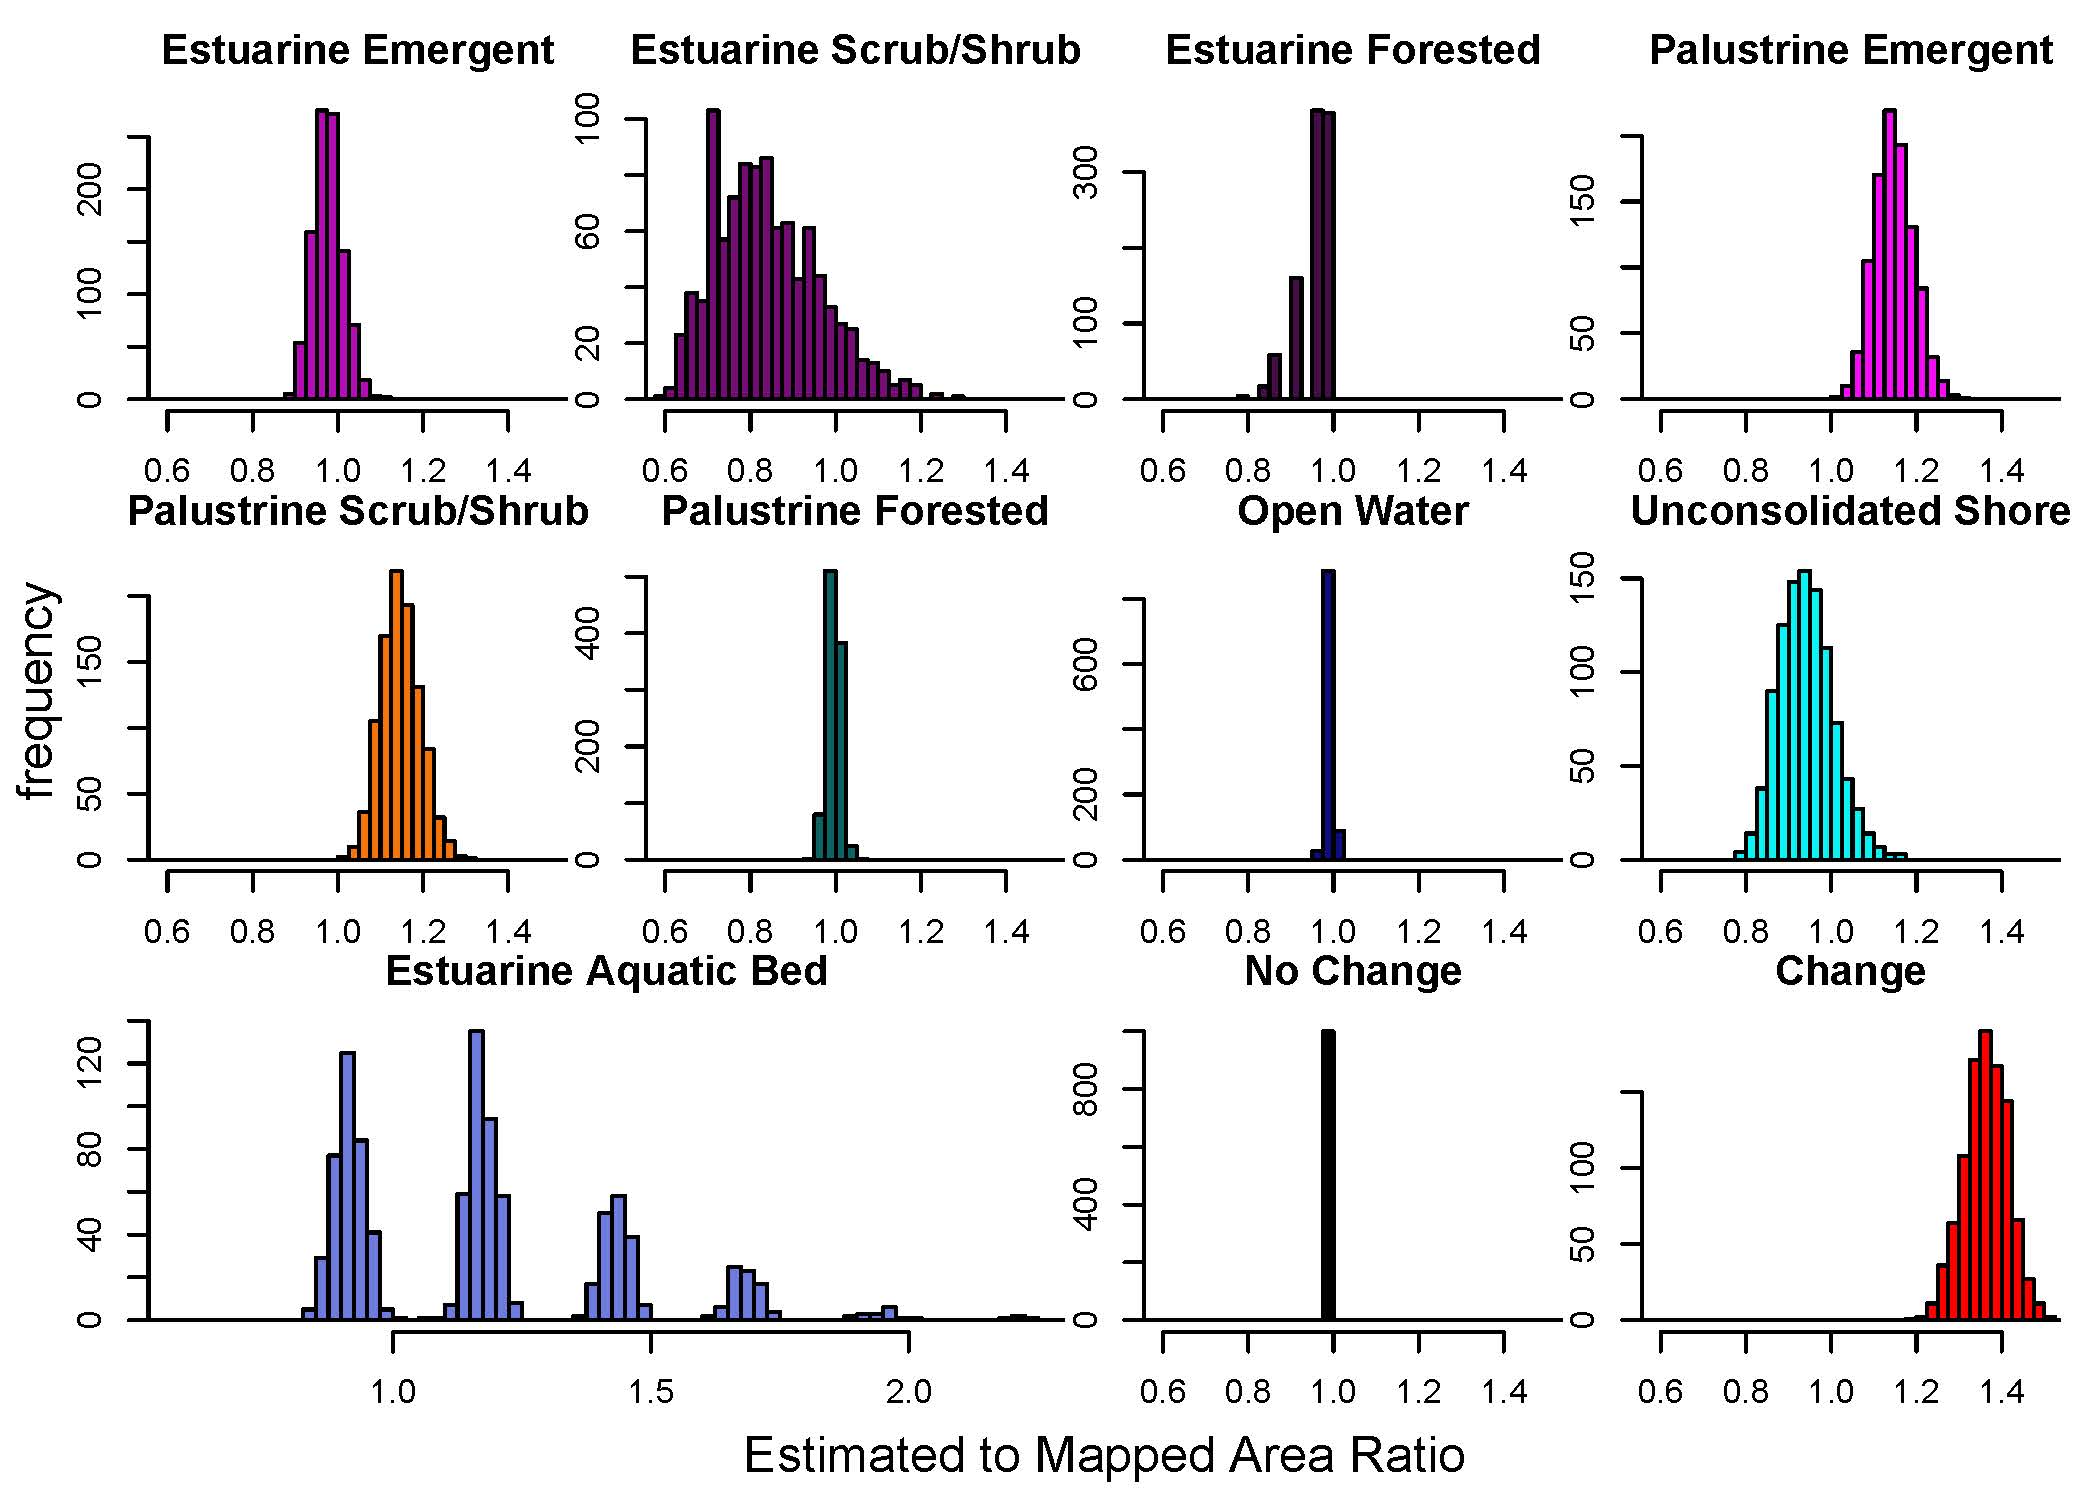 Estuarine Emergent Estuarine Scrub/Shrub Estuarine Forested Palustrine Emergent
0 100 200 0 20 60 100 0 100 300 0 50 150
0.6 0.8 1.0 1.2 1.4 0.6 0.8 1.0 1.2 1.4 0.6 0.8 1.0 1.2 1.4 0.6 0.8 1.0 1.2 1.4
Palustrine Scrub/Shrub Palustrine Forested Open Water Unconsolidated Shore
frequency
0 50 150 0 200 400 0 200 600 0 50 100 150
0.6 0.8 1.0 1.2 1.4 0.6 0.8 1.0 1.2 1.4 0.6 0.8 1.0 1.2 1.4 0.6 0.8 1.0 1.2 1.4
Estuarine Aquatic Bed No Change Change
0 40 80 120 0 400 800 0 50 100
1.0 1.5 2.0 0.6 0.8 1.0 1.2 1.4 0.6 0.8 1.0 1.2 1.4
Estimated to Mapped Area Ratio